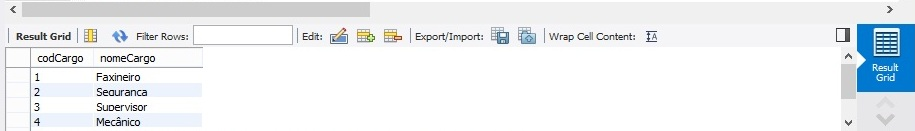 Result Grid Filter Rows: Edit: Export/Import: Wrap Cell Content:
codCargo nomeCargo
1 Faxineiro
2 Segurança
3 Supervisor
4 Mecânico
Result
Grid